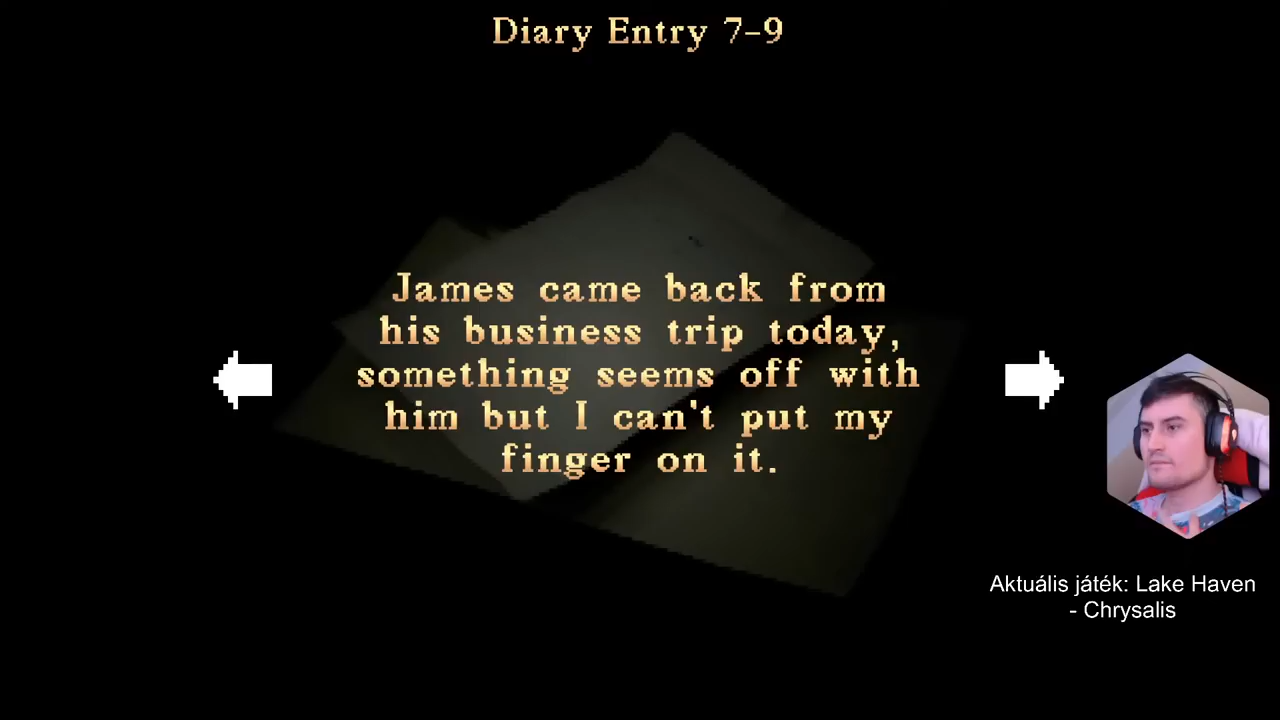 Diary Entry 7-9
James came back from
his business trip today,
something seems off with
him but I can't put my
finger on it.
Aktuális játék: Lake Haven
- Chrysalis